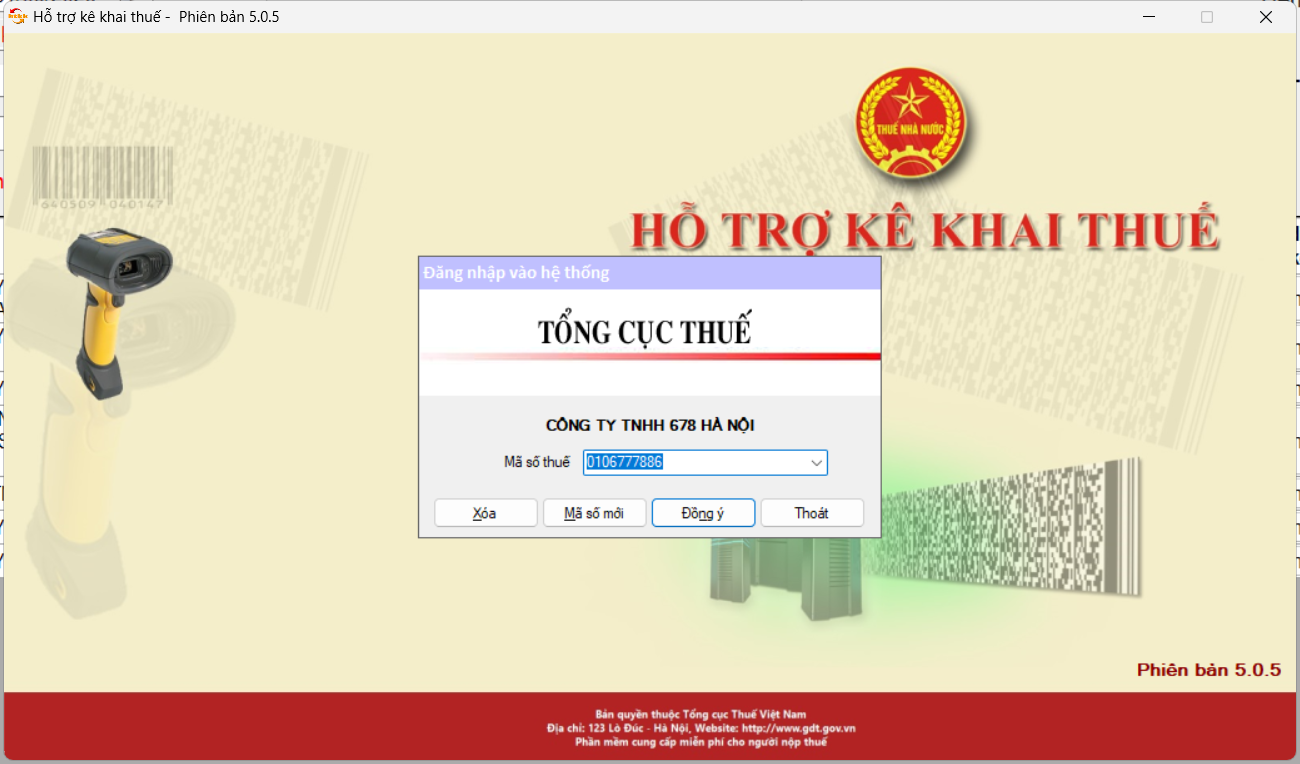 Hỗ trợ kê khai thuế - Phiên bản 5.0.5
THUẾ NHÀ NƯỚC
640509 040147
HỖ TRỢ KÊ KHAI THUẾ
Đăng nhập vào hệ thống
TỔNG CỤC THUẾ
CÔNG TY TNHH 678 HÀ NỘI
Mã số thuế 0106777886
Xóa Mã số mới Đồng ý Thoát
Phiên bản 5.0.5
Bản quyền thuộc Tổng cục Thuế Việt Nam
Địa chỉ: 123 Lò Đúc - Hà Nội, Website: http://www.gdt.gov.vn
Phần mềm cung cấp miễn phí cho người nộp thuế